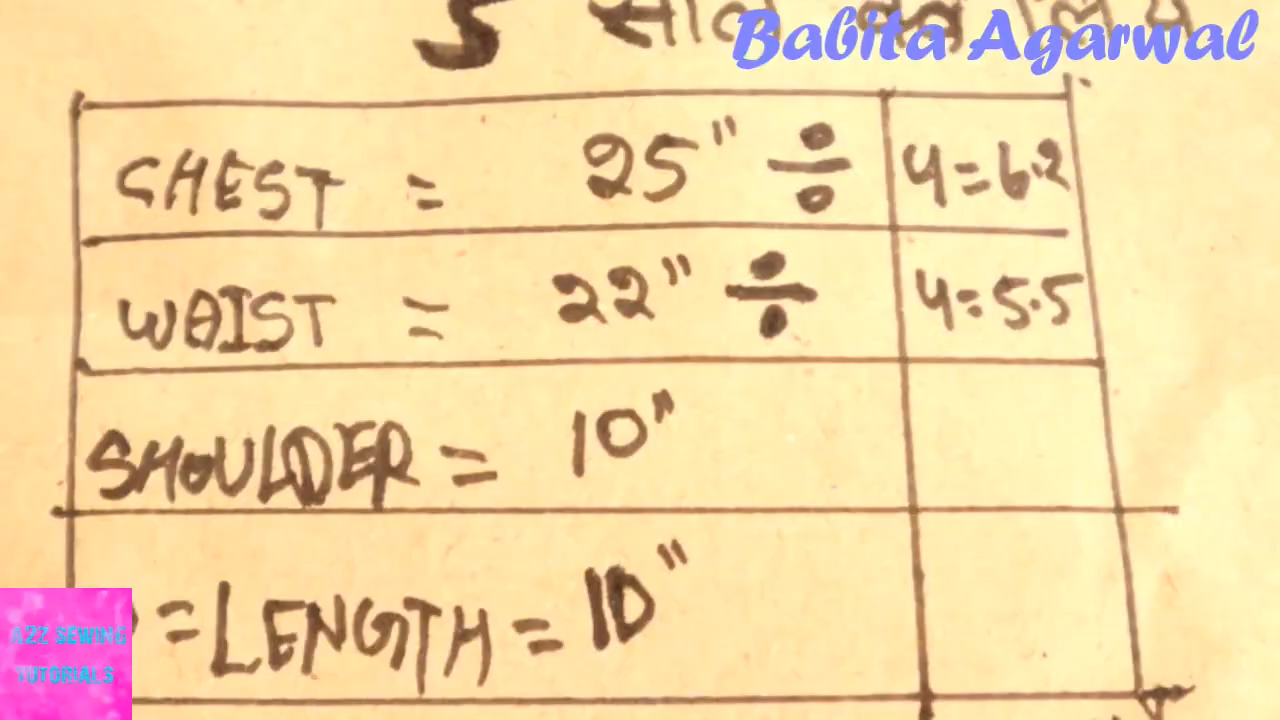 5 साल के लिए
Babita Agarwal
CHEST = 25" ÷ 4=6.2
WAIST = 22" ÷ 4=5.5
SHOULDER = 10"
=LENGTH=10"
A2Z SEWING
TUTORIALS